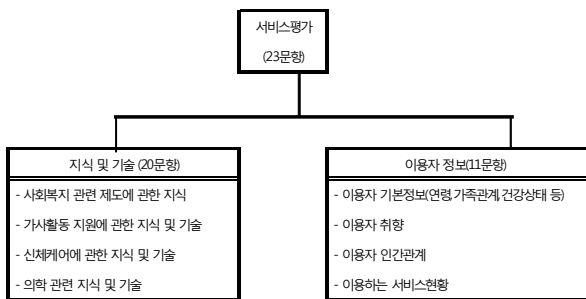 서비스평가
(23문항)
지식 및 기술 (20문항)
- 사회복지 관련 제도에 관한 지식
- 가사활동 지원에 관한 지식 및 기술
- 신체케어에 관한 지식 및 기술
- 의학 관련 지식 및 기술
이용자 정보(11문항)
- 이용자 기본정보(연령,가족관계,건강상태 등)
- 이용자 취향
- 이용자 인간관계
- 이용하는 서비스현황